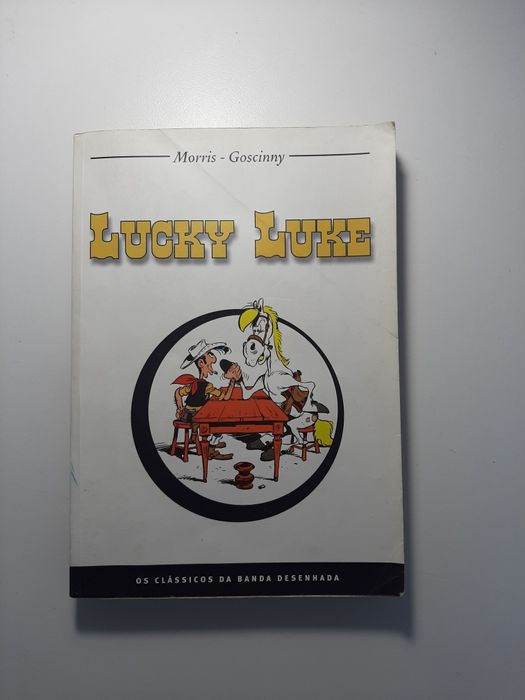 Morris - Goscinny
LUCKY LUKE
OS CLÁSSICOS DA BANDA DESENHADA